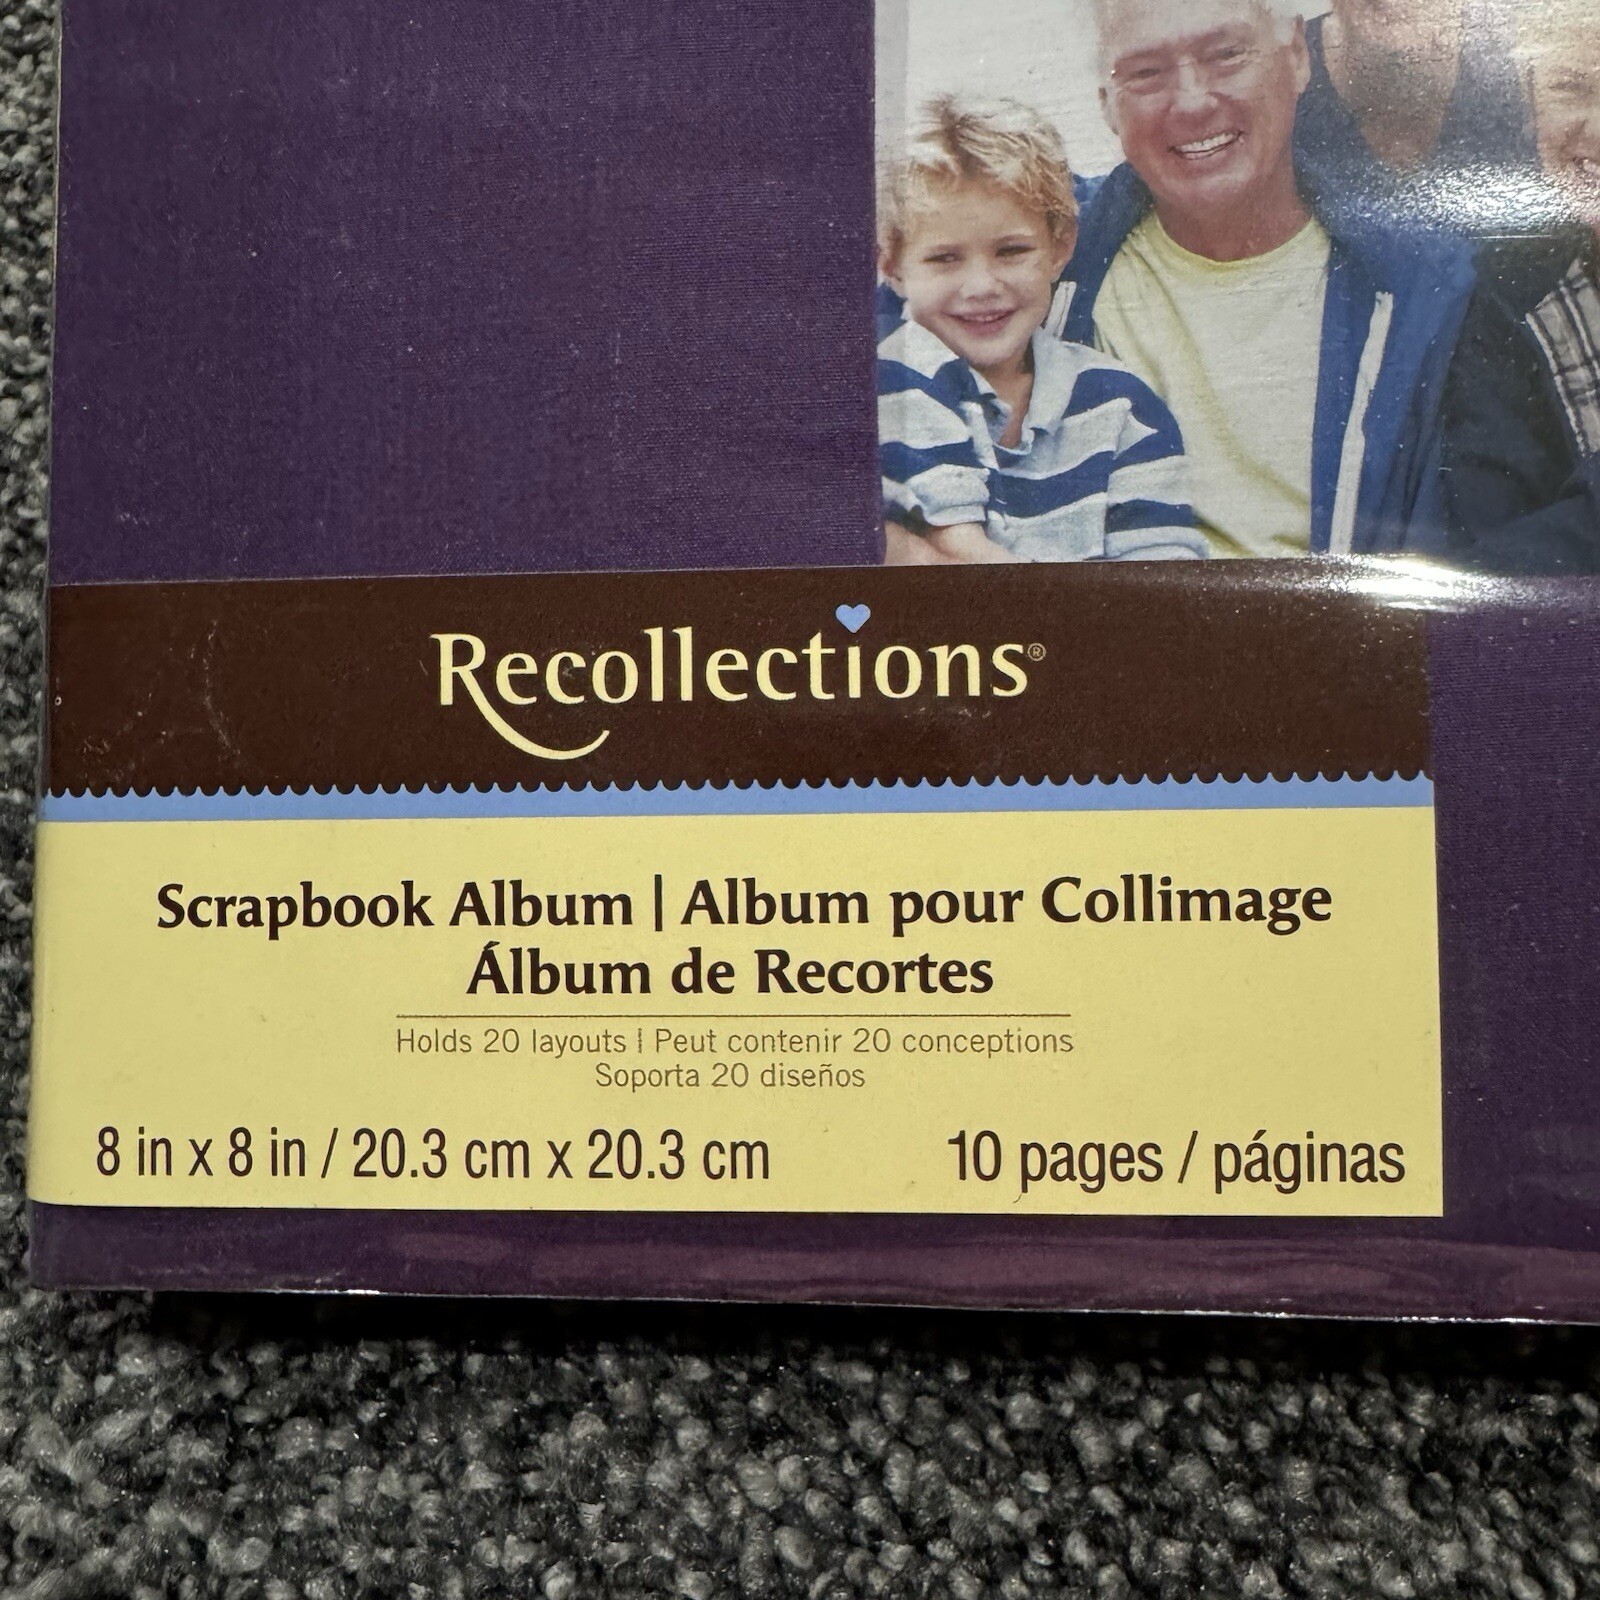 Recollections®
Scrapbook Album | Album pour Collimage
Álbum de Recortes
Holds 20 layouts | Peut contenir 20 conceptions
Soporta 20 diseños
8 in x 8 in / 20.3 cm x 20.3 cm 10 pages / páginas